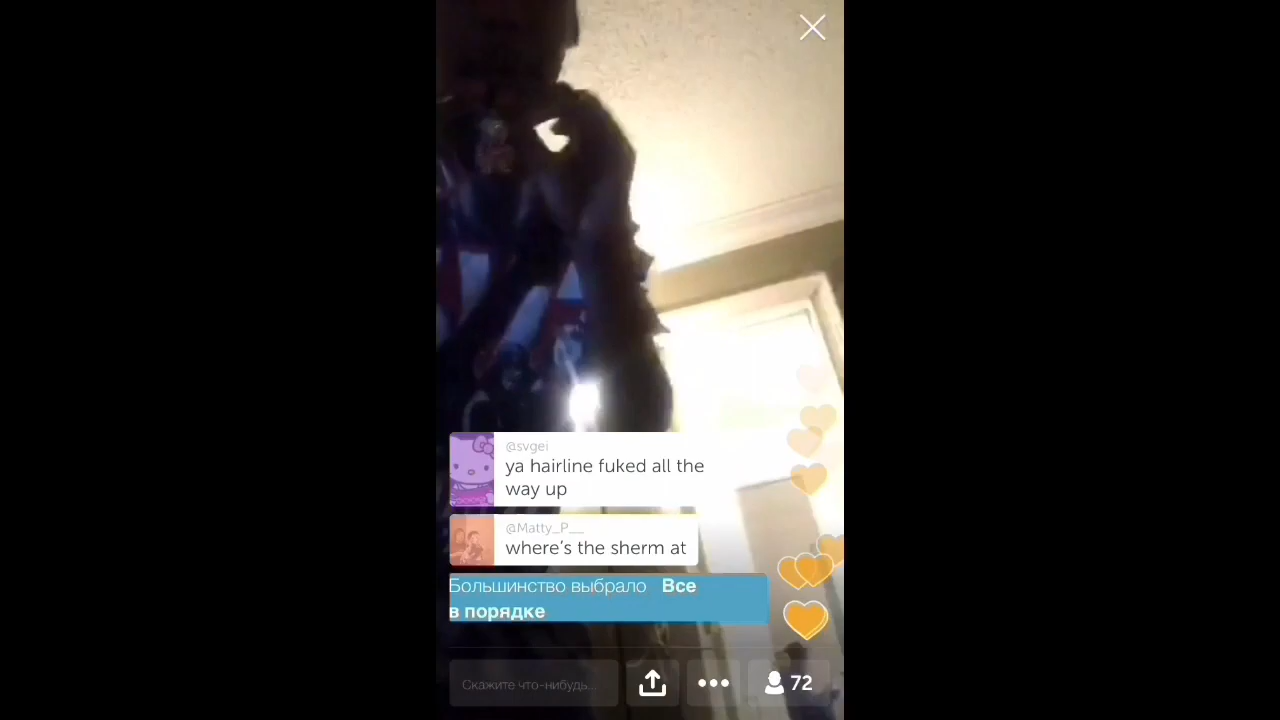 @svgei
ya hairline fuked all the
way up
@Matty_P__
where's the sherm at
Большинство выбрало Все
в порядке
Скажите что-нибудь...
72